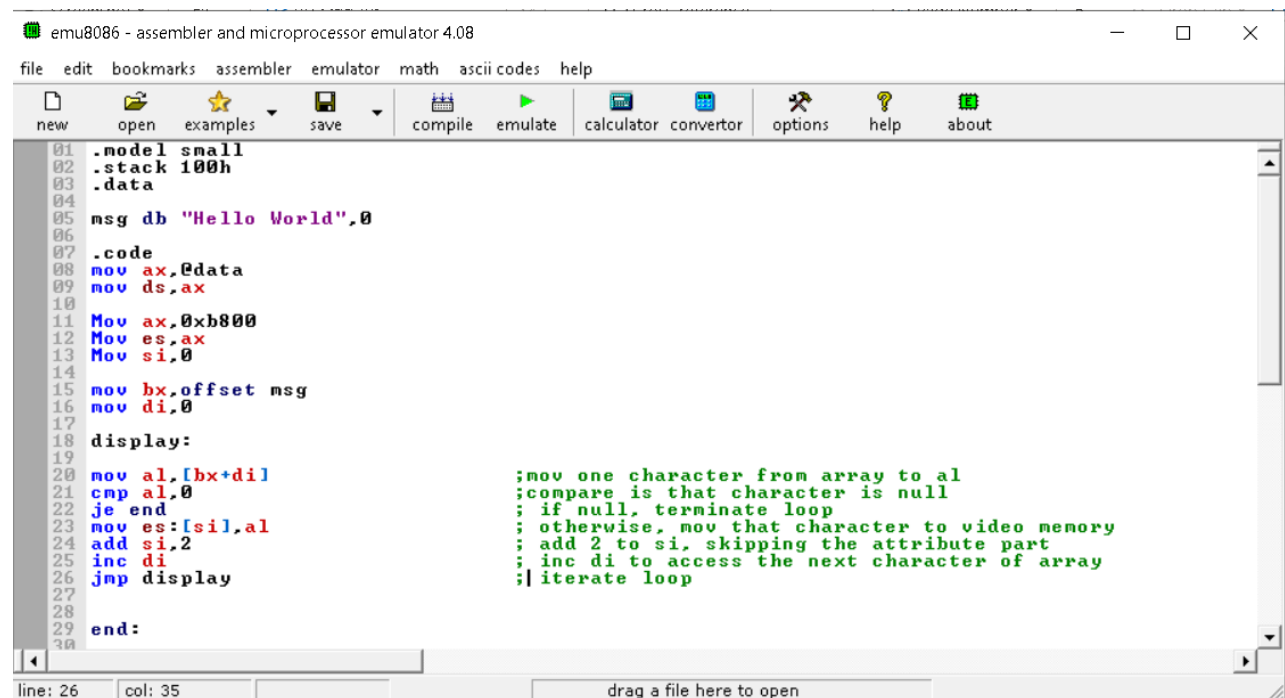 emu8086 - assembler and microprocessor emulator 4.08
file edit bookmarks assembler emulator math ascii codes help
new open examples save compile emulate calculator convertor options help about
01 .model small
02 .stack 100h
03 .data
04
05 msg db "Hello World",0
06
07 .code
08 mov ax,@data
09 mov ds,ax
10
11 Mov ax,0xb800
12 Mov es,ax
13 Mov si,0
14
15 mov bx,offset msg
16 mov di,0
17
18 display:
19
20 mov al,[bx+di] ;mov one character from array to al
21 cmp al,0 ;compare is that character is null
22 je end ; if null, terminate loop
23 mov es:[si],al ; otherwise, mov that character to video memory
24 add si,2 ; add 2 to si, skipping the attribute part
25 inc di ; inc di to access the next character of array
26 jmp display ; iterate loop
27
28
29 end:
30
line: 26 col: 35 drag a file here to open